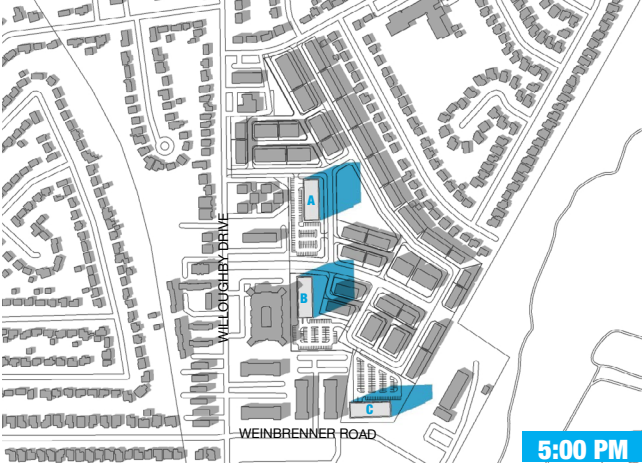 A
WILLOUGHBY DRIVE
B
C
WEINBRENNER ROAD
5:00 PM